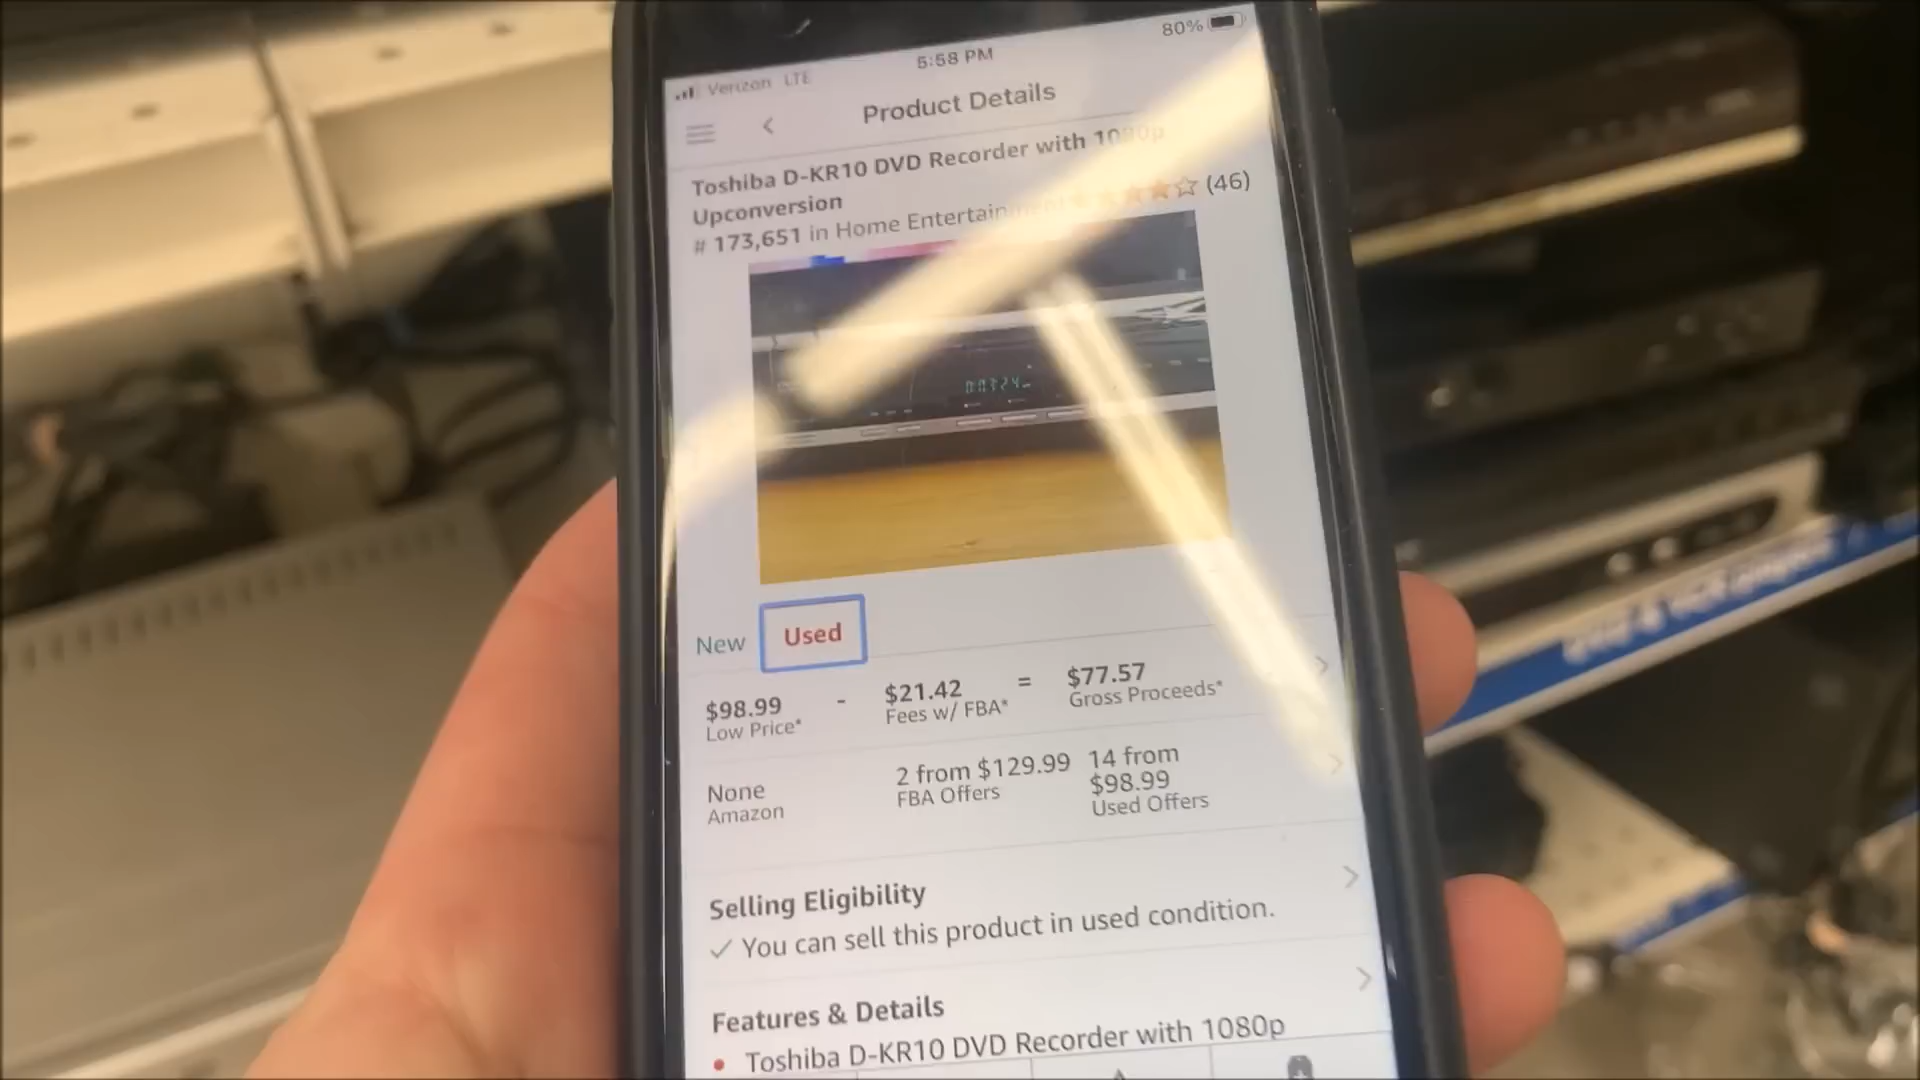 Verizon LTE
5:58 PM
80%
Product Details
Toshiba D-KR10 DVD Recorder with 1080p
Upconversion
# 173,651 in Home Entertainment
(46)
New
Used
$98.99 - $21.42 = $77.57
Low Price* Fees w/ FBA* Gross Proceeds*
None
Amazon
2 from $129.99
FBA Offers
14 from
$98.99
Used Offers
Selling Eligibility
✓ You can sell this product in used condition.
Features & Details
• Toshiba D-KR10 DVD Recorder with 1080p